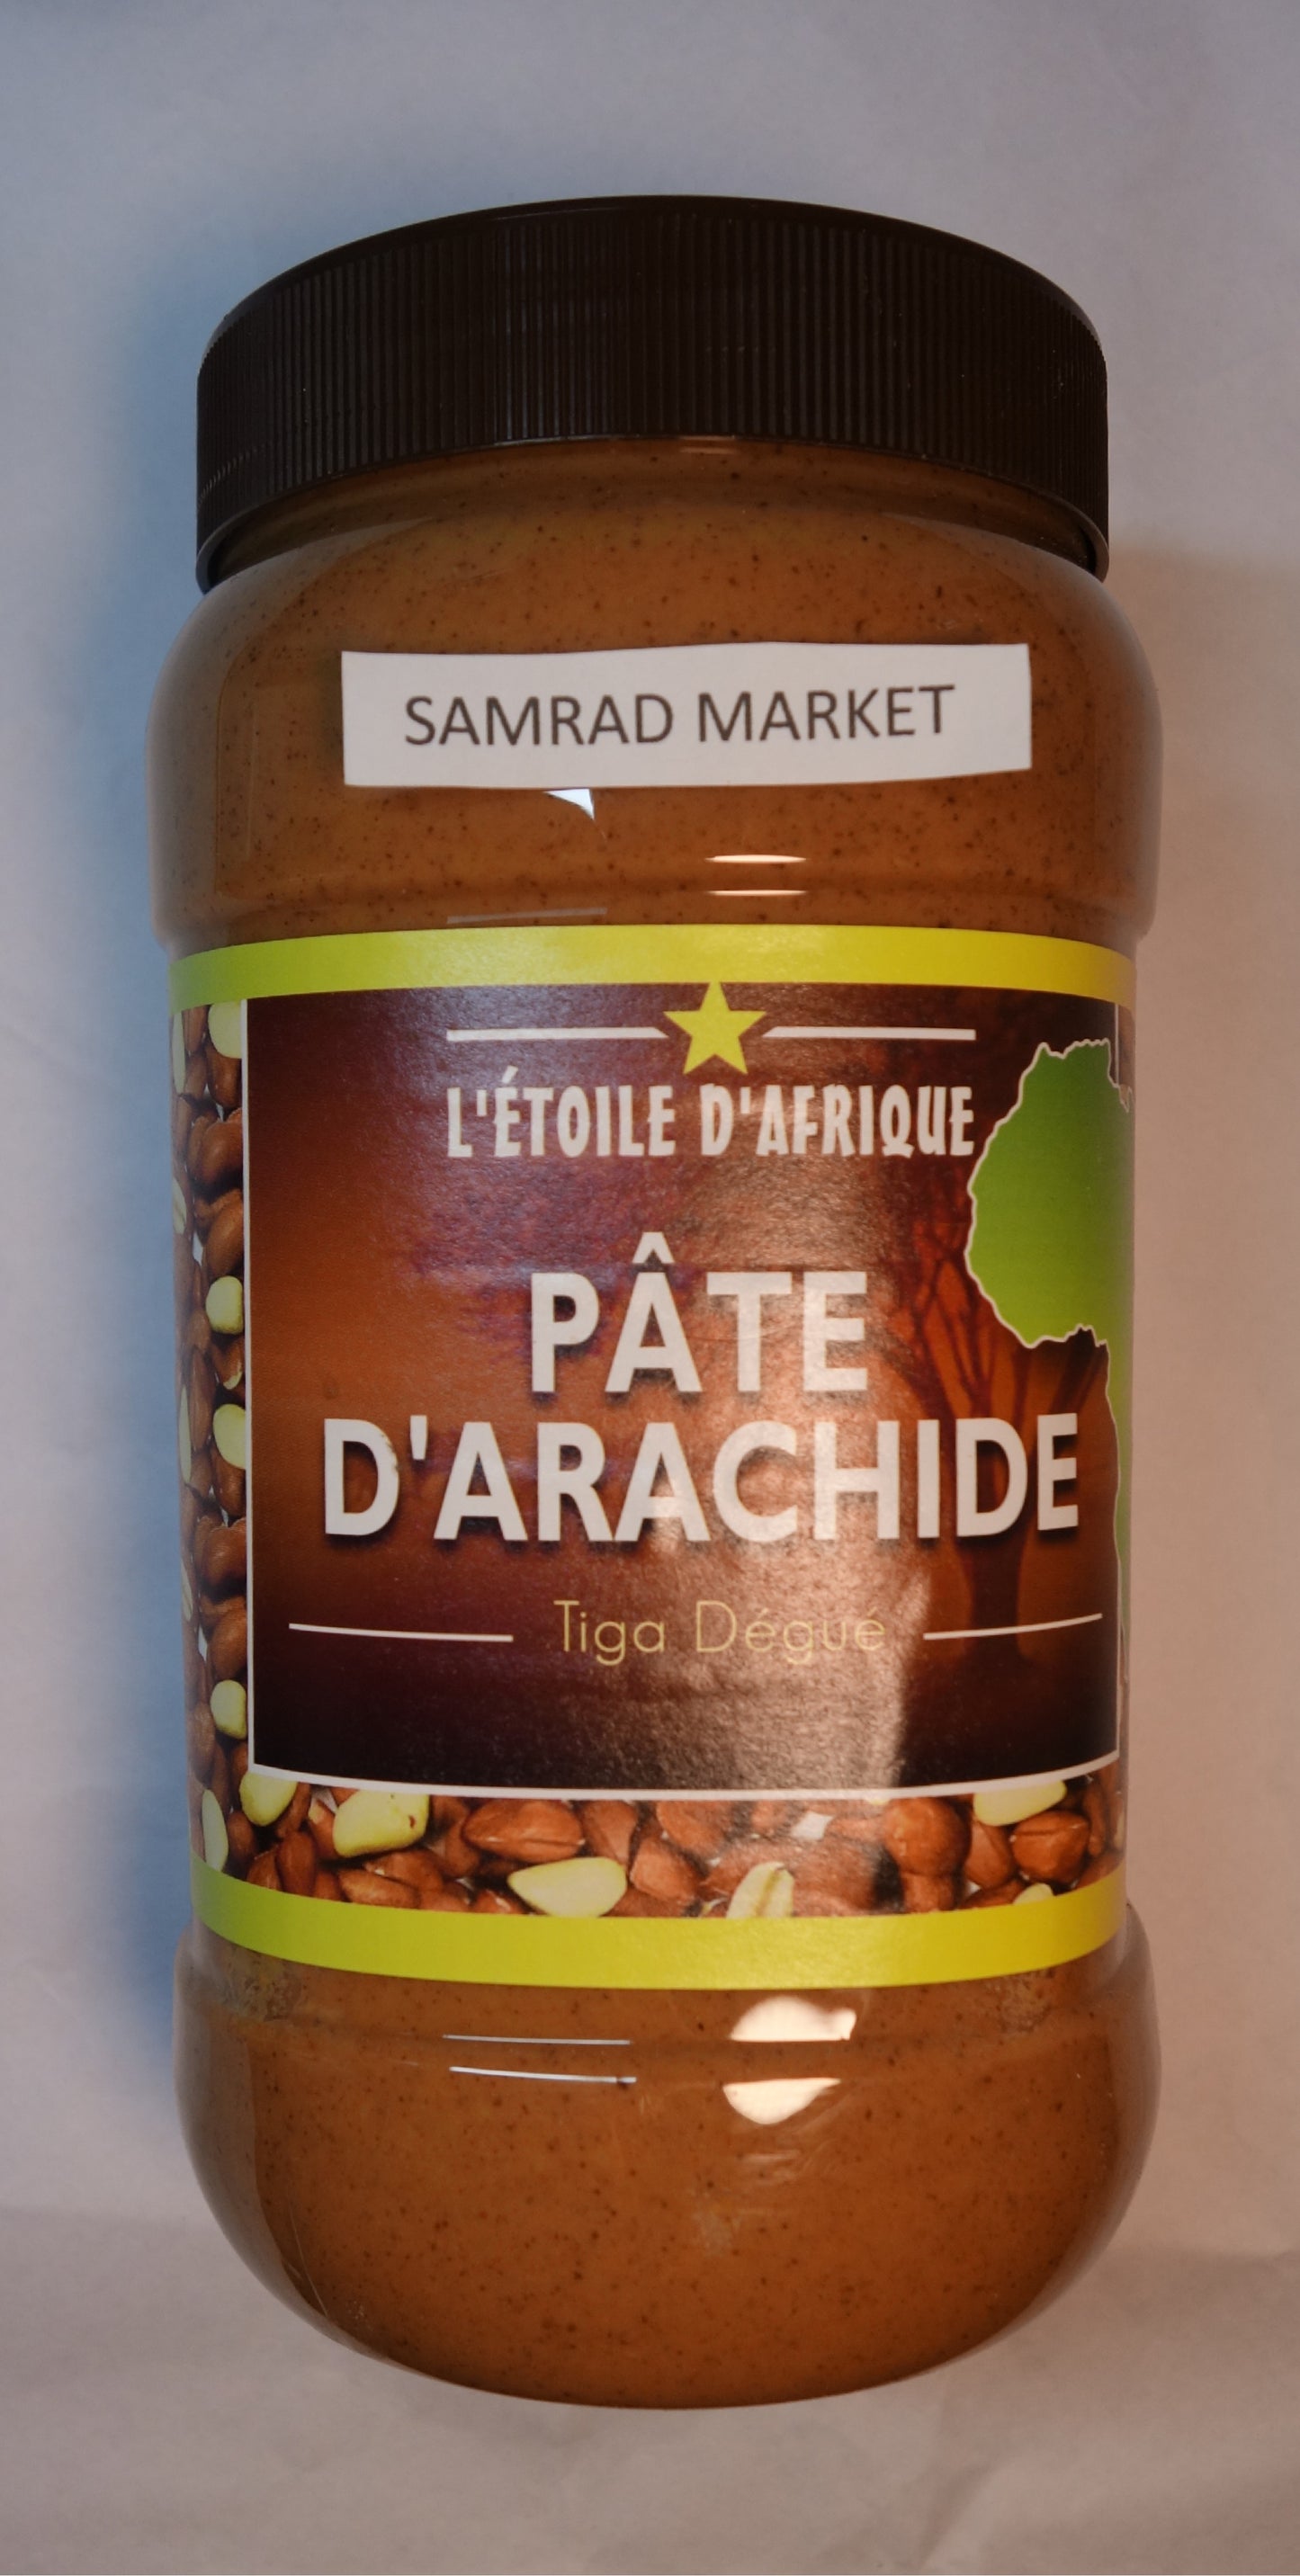 SAMRAD MARKET
L'ÉTOILE D'AFRIQUE
PÂTE
D'ARACHIDE
Tiga Dégué